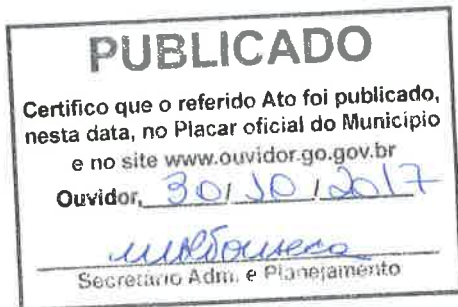 PUBLICADO
Certifico que o referido Ato foi publicado,
nesta data, no Placar oficial do Município
e no site www.ouvidor.go.gov.br
Ouvidor, 30/10/2017
Secretário Adm. e Planejamento